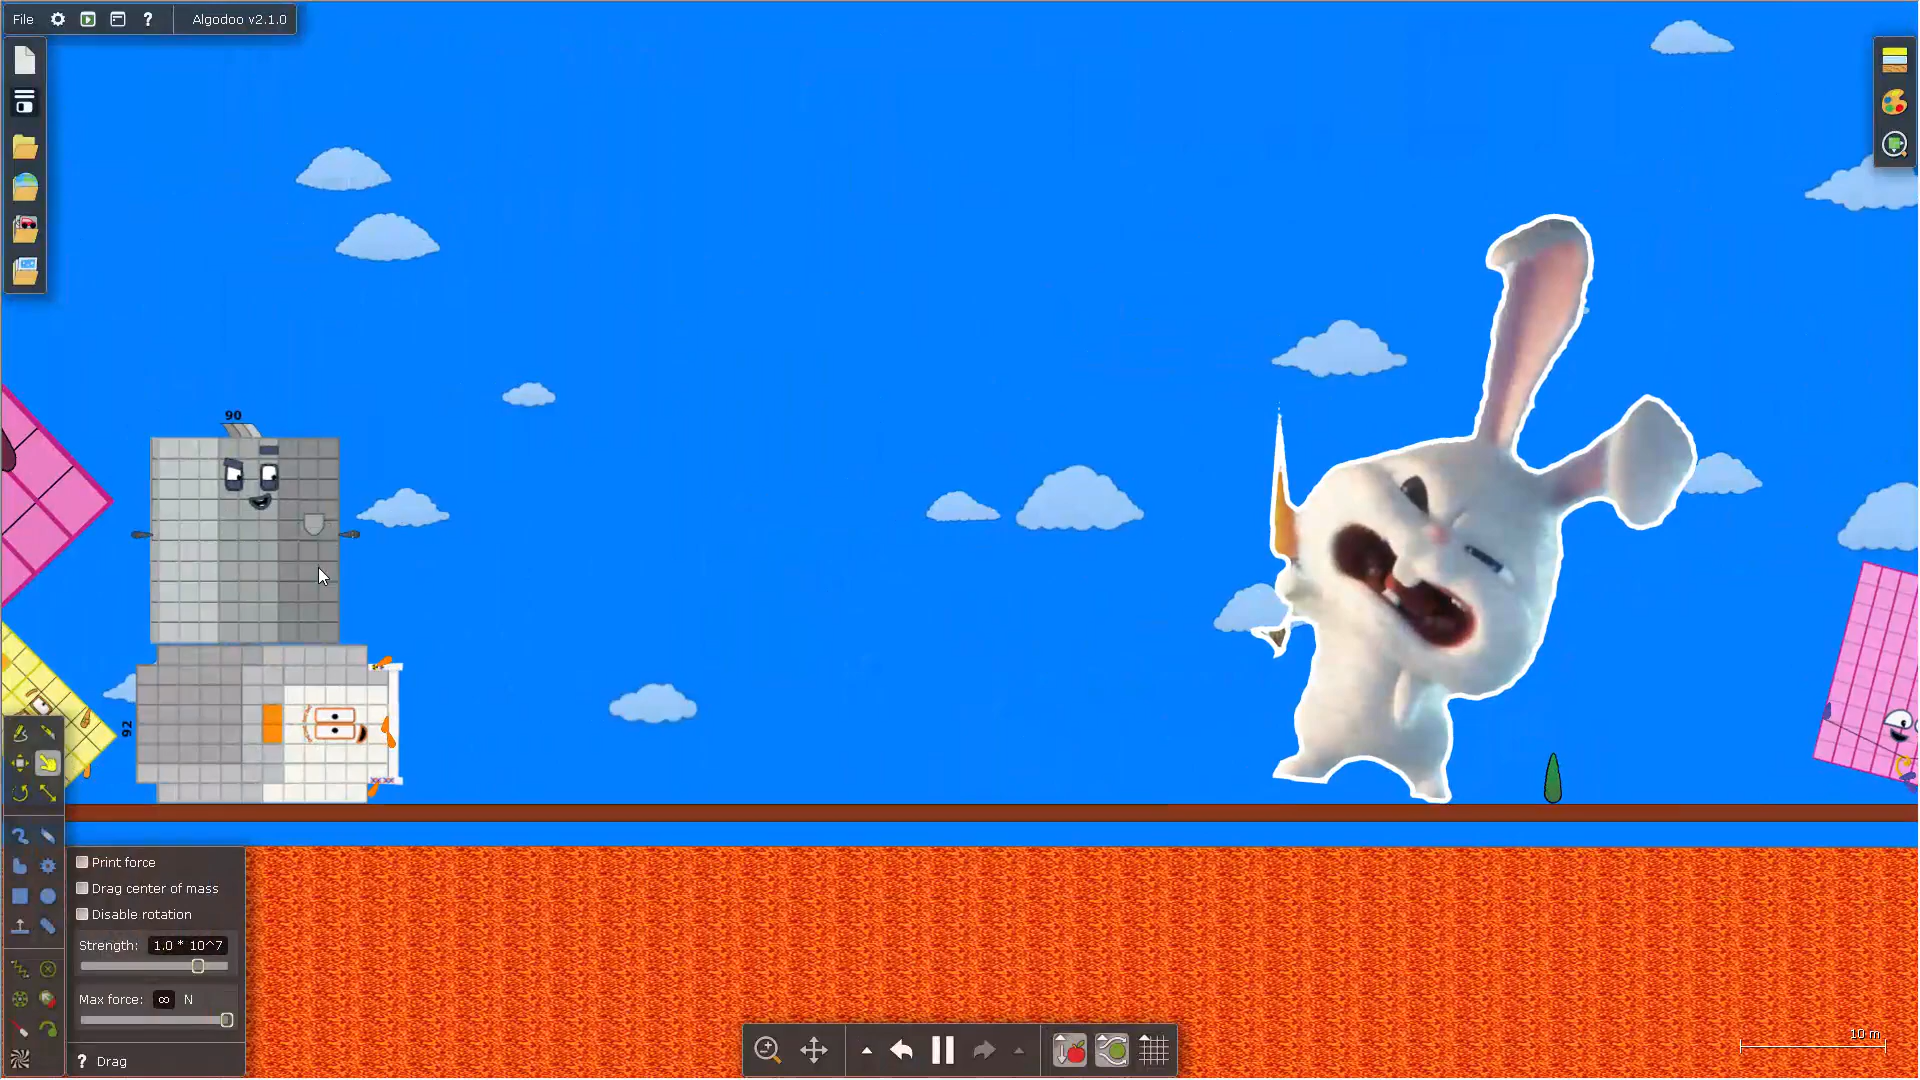 File
?
Algodoo v2.1.0
90
92
Print force
Drag center of mass
Disable rotation
Strength: 1.0 * 10^7
Max force: ∞ N
? Drag
10 m